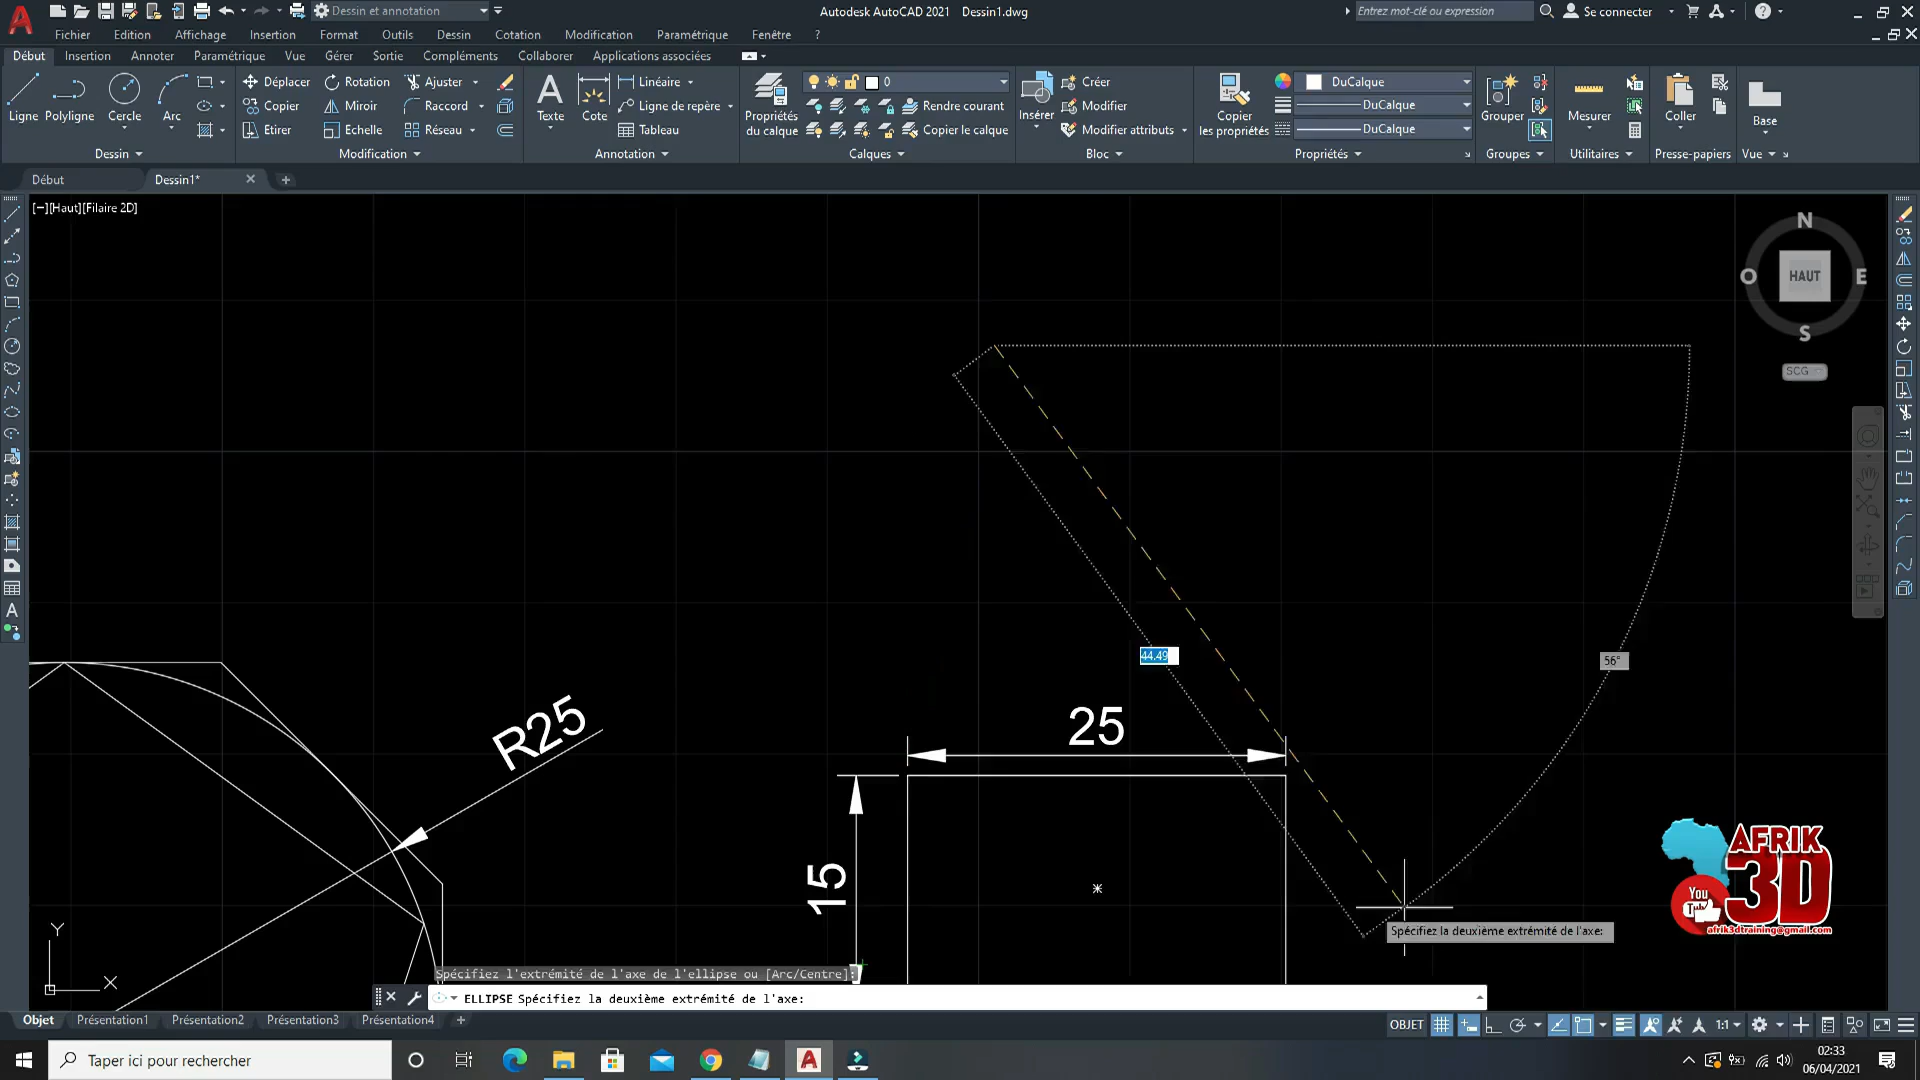 Dessin et annotation
Autodesk AutoCAD 2021 Dessin1.dwg
Entrez mot-clé ou expression
Se connecter
Fichier Edition Affichage Insertion Format Outils Dessin Cotation Modification Paramétrique Fenêtre ?
Début Insertion Annoter Paramétrique Vue Gérer Sortie Compléments Collaborer Applications associées
Ligne Polyligne Cercle Arc
Déplacer Rotation Ajuster
Copier Miroir Raccord
Etirer Echelle Réseau
Texte Cote
Linéaire
Ligne de repère
Tableau
Propriétés du calque
0
Rendre courant
Copier le calque
Insérer
Créer
Modifier
Modifier attributs
Copier les propriétés
DuCalque
DuCalque
DuCalque
Grouper
Mesurer
Coller
Base
Dessin Modification Annotation Calques Bloc Propriétés Groupes Utilitaires Presse-papiers Vue
Début Dessin1*
[−][Haut][Filaire 2D]
N
O HAUT E
S
SCG
44.49
56°
R25
25
15
Y
X
AFRIK
3D
You
Tube
afrik3dtraining@gmail.com
Spécifiez la deuxième extrémité de l'axe:
Spécifiez l'extrémité de l'axe de l'ellipse ou [Arc/Centre]:
ELLIPSE Spécifiez la deuxième extrémité de l'axe:
Objet Présentation1 Présentation2 Présentation3 Présentation4 +
OBJET 1:1
Taper ici pour rechercher
02:33
06/04/2021